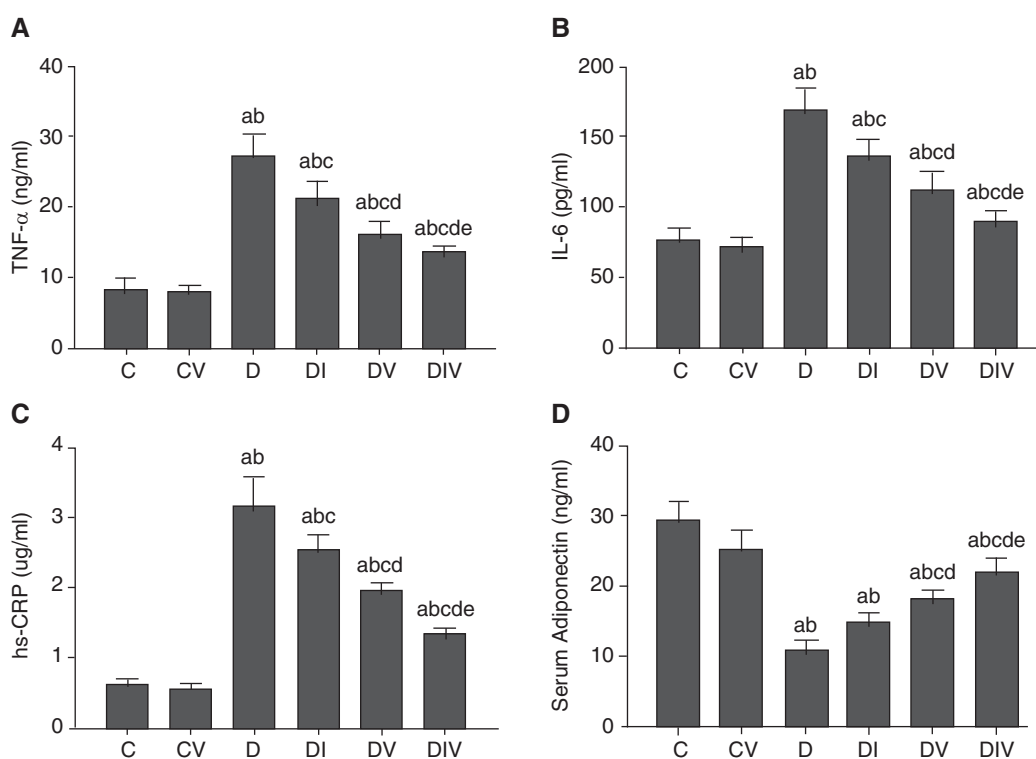 A
TNF-α (ng/ml)
40
30
20
10
0
ab
abc
abcd
abcde
C CV D DI DV DIV
B
IL-6 (pg/ml)
200
150
100
50
0
ab
abc
abcd
abcde
C CV D DI DV DIV
C
hs-CRP (ug/ml)
4
3
2
1
0
ab
abc
abcd
abcde
C CV D DI DV DIV
D
Serum Adiponectin (ng/ml)
40
30
20
10
0
ab
ab
abcd
abcde
C CV D DI DV DIV